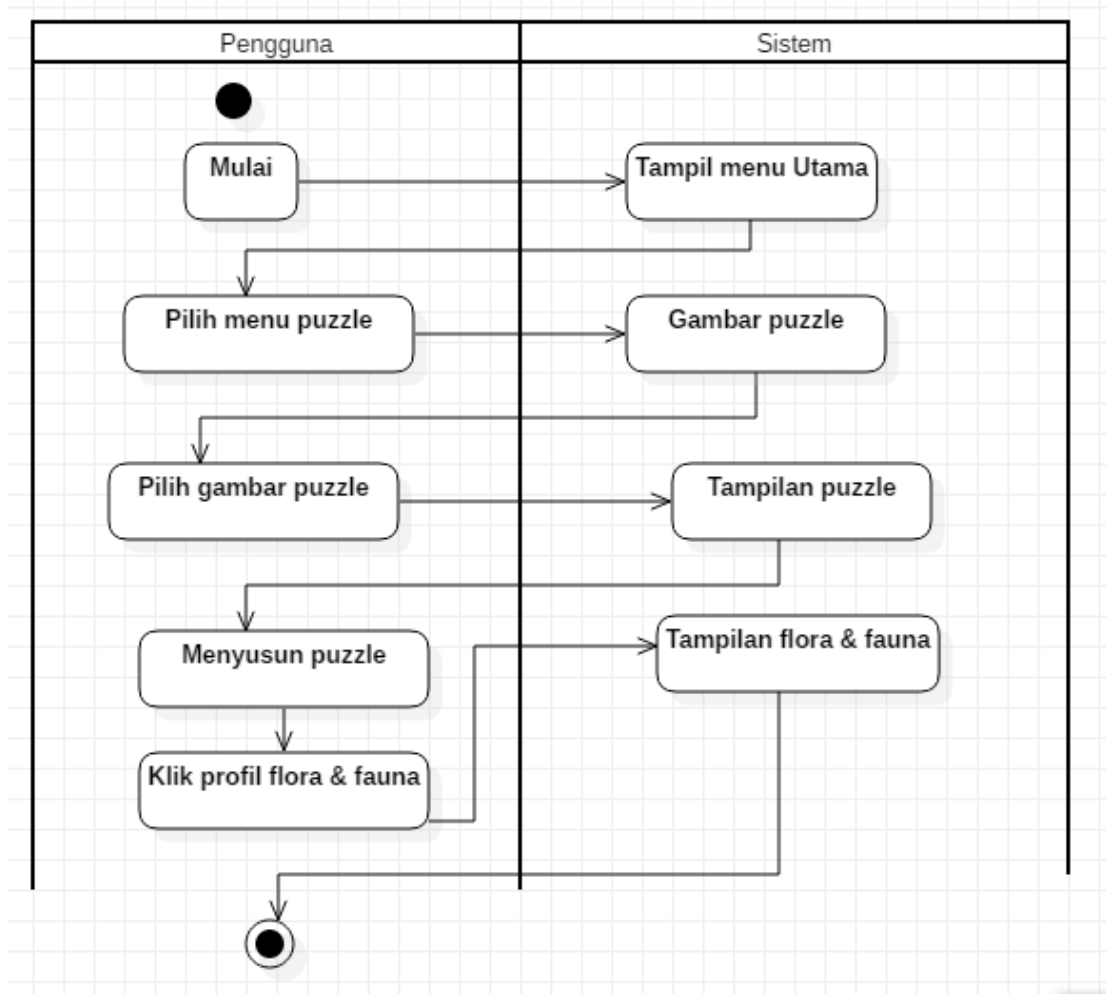 Pengguna
Sistem
Mulai
Tampil menu Utama
Pilih menu puzzle
Gambar puzzle
Pilih gambar puzzle
Tampilan puzzle
Menyusun puzzle
Tampilan flora & fauna
Klik profil flora & fauna